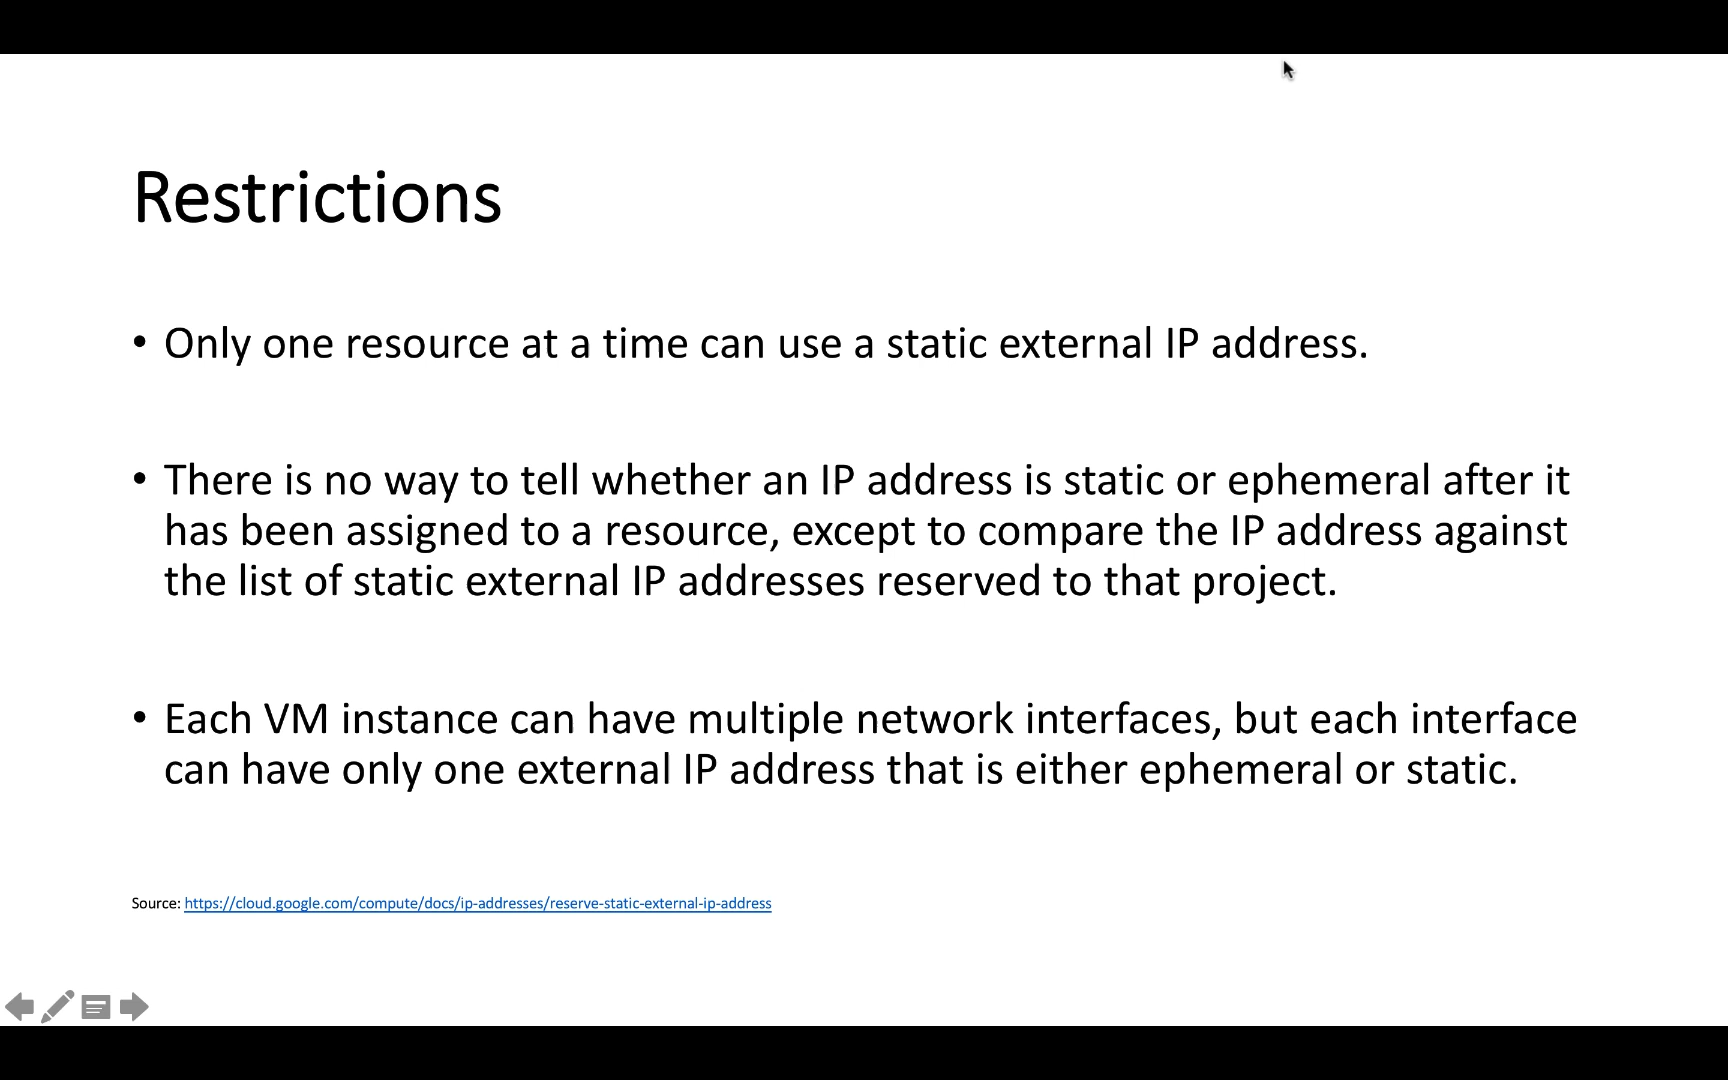 Restrictions
• Only one resource at a time can use a static external IP address.
• There is no way to tell whether an IP address is static or ephemeral after it
has been assigned to a resource, except to compare the IP address against
the list of static external IP addresses reserved to that project.
• Each VM instance can have multiple network interfaces, but each interface
can have only one external IP address that is either ephemeral or static.
Source: https://cloud.google.com/compute/docs/ip-addresses/reserve-static-external-ip-address